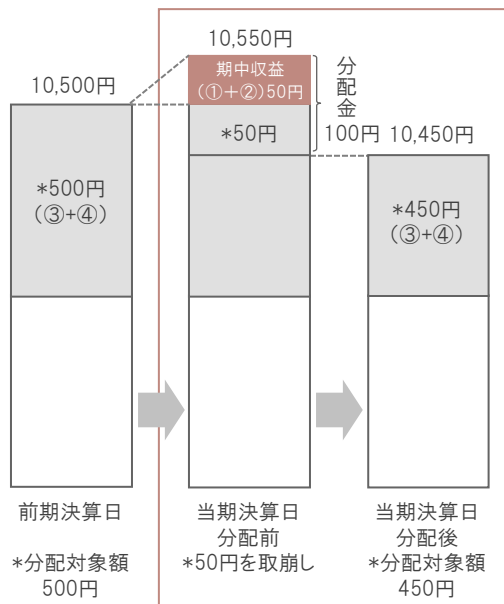 10,500円
*500円
(③+④)
前期決算日
*分配対象額
500円
10,550円
期中収益
(①+②)50円
*50円
分配金
100円
当期決算日
分配前
*50円を取崩し
10,450円
*450円
(③+④)
当期決算日
分配後
*分配対象額
450円